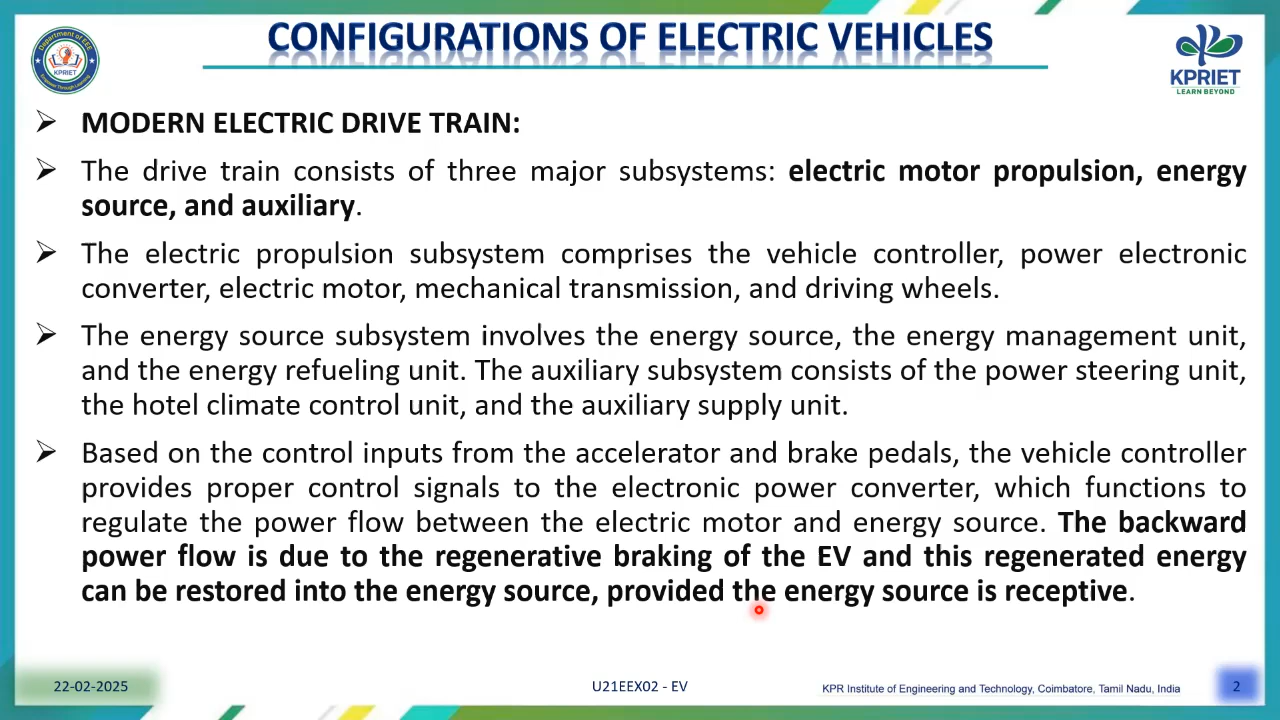 CONFIGURATIONS OF ELECTRIC VEHICLES
Department of EEE
KPRIET
Empower Through Learning
KPRIET
LEARN BEYOND
MODERN ELECTRIC DRIVE TRAIN:
The drive train consists of three major subsystems: electric motor propulsion, energy
source, and auxiliary.
The electric propulsion subsystem comprises the vehicle controller, power electronic
converter, electric motor, mechanical transmission, and driving wheels.
The energy source subsystem involves the energy source, the energy management unit,
and the energy refueling unit. The auxiliary subsystem consists of the power steering unit,
the hotel climate control unit, and the auxiliary supply unit.
Based on the control inputs from the accelerator and brake pedals, the vehicle controller
provides proper control signals to the electronic power converter, which functions to
regulate the power flow between the electric motor and energy source. The backward
power flow is due to the regenerative braking of the EV and this regenerated energy
can be restored into the energy source, provided the energy source is receptive.
22-02-2025
U21EEX02 - EV
KPR Institute of Engineering and Technology, Coimbatore, Tamil Nadu, India
2